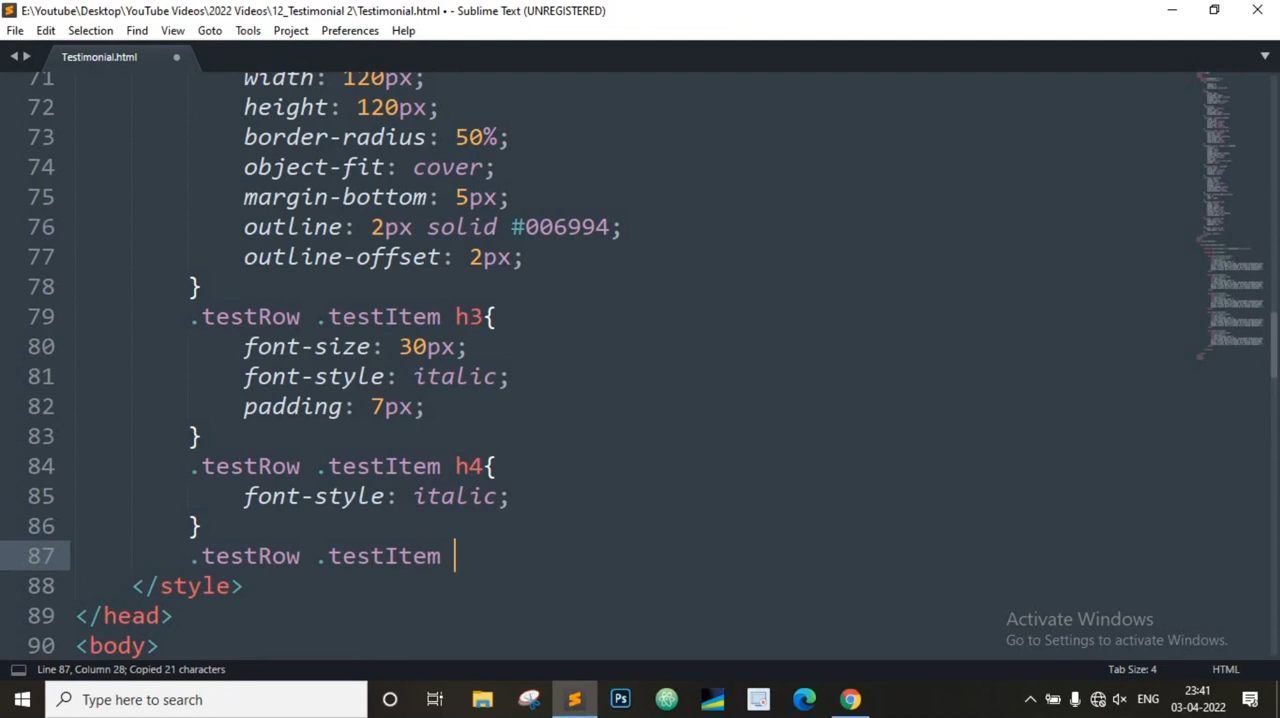 E:\Youtube\Desktop\YouTube Videos\2022 Videos\12_Testimonial 2\Testimonial.html • - Sublime Text (UNREGISTERED)
File Edit Selection Find View Goto Tools Project Preferences Help
Testimonial.html
71 width: 120px;
72 height: 120px;
73 border-radius: 50%;
74 object-fit: cover;
75 margin-bottom: 5px;
76 outline: 2px solid #006994;
77 outline-offset: 2px;
78 }
79 .testRow .testItem h3{
80 font-size: 30px;
81 font-style: italic;
82 padding: 7px;
83 }
84 .testRow .testItem h4{
85 font-style: italic;
86 }
87 .testRow .testItem
88 </style>
89 </head>
90 <body>
Activate Windows
Go to Settings to activate Windows.
Line 87, Column 28; Copied 21 characters Tab Size: 4 HTML
Type here to search Ps ENG 23:41
03-04-2022